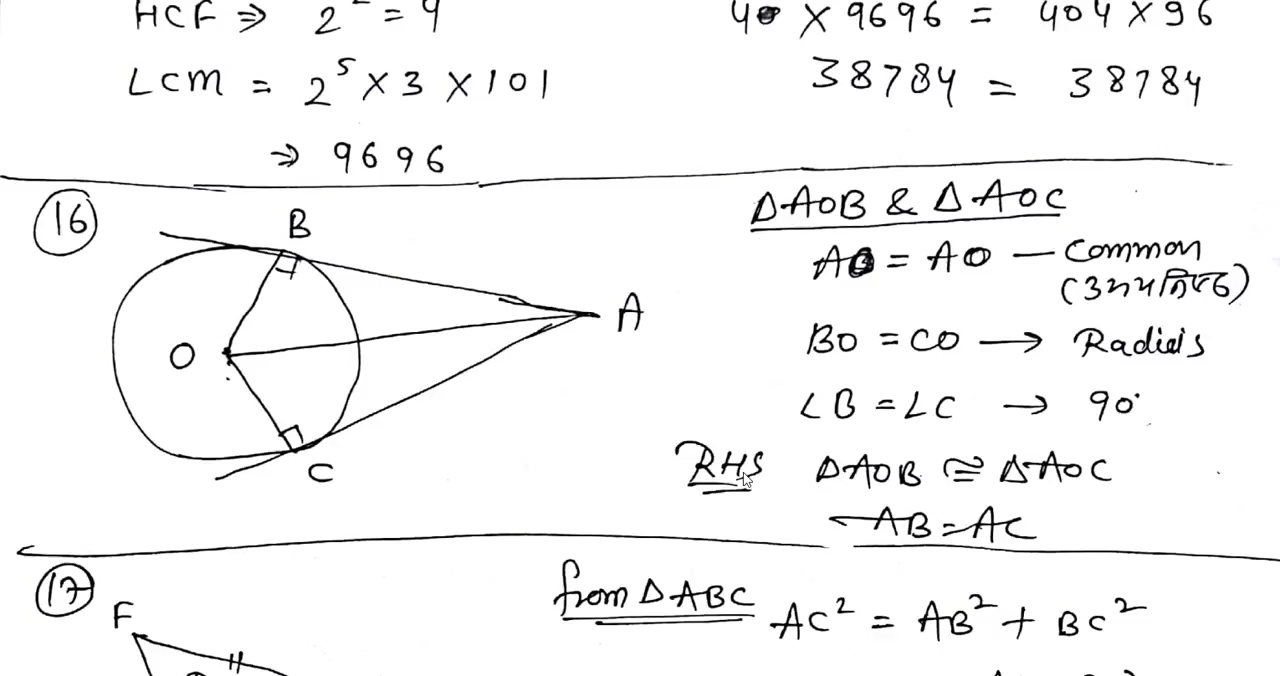 HCF ⇒ 2² = 4
LCM = 2⁵ × 3 × 101
⇒ 9696
4 × 9696 = 404 × 96
38784 = 38784
16
B
O
A
C
ΔAOB & ΔAOC
AO = AO — Common
(उभयनिष्ठ)
BO = CO → Radius
∠B = ∠C → 90°
RHS ΔAOB ≅ ΔAOC
AB = AC
17
F
from ΔABC AC² = AB² + BC²